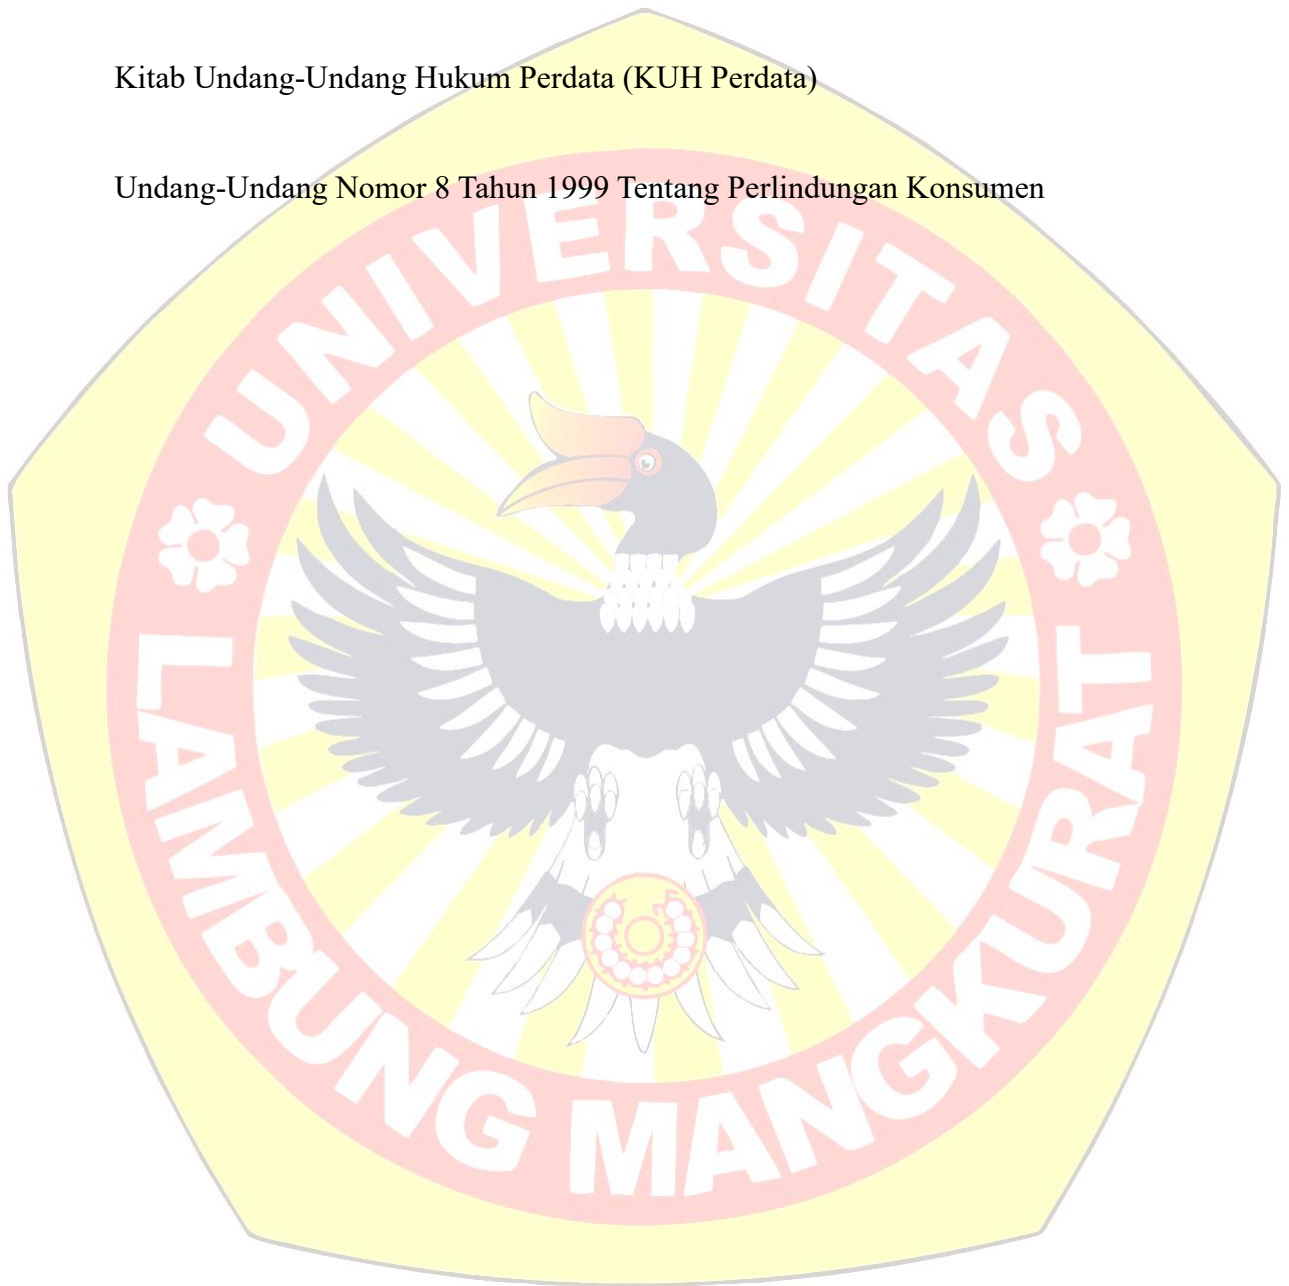 Kitab Undang-Undang Hukum Perdata (KUH Perdata)
Undang-Undang Nomor 8 Tahun 1999 Tentang Perlindungan Konsumen
UNIVERSITAS
LAMBUNG MANGKURAT